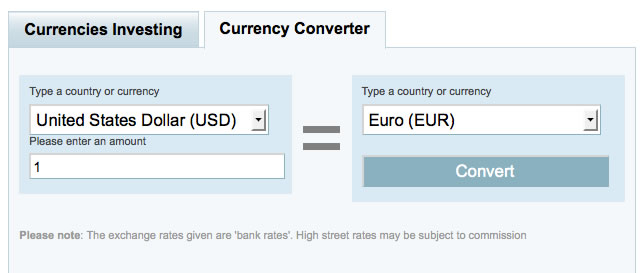 Currencies Investing
Currency Converter
Type a country or currency
United States Dollar (USD)
Please enter an amount
1
Type a country or currency
Euro (EUR)
Convert
Please note: The exchange rates given are 'bank rates'. High street rates may be subject to commission